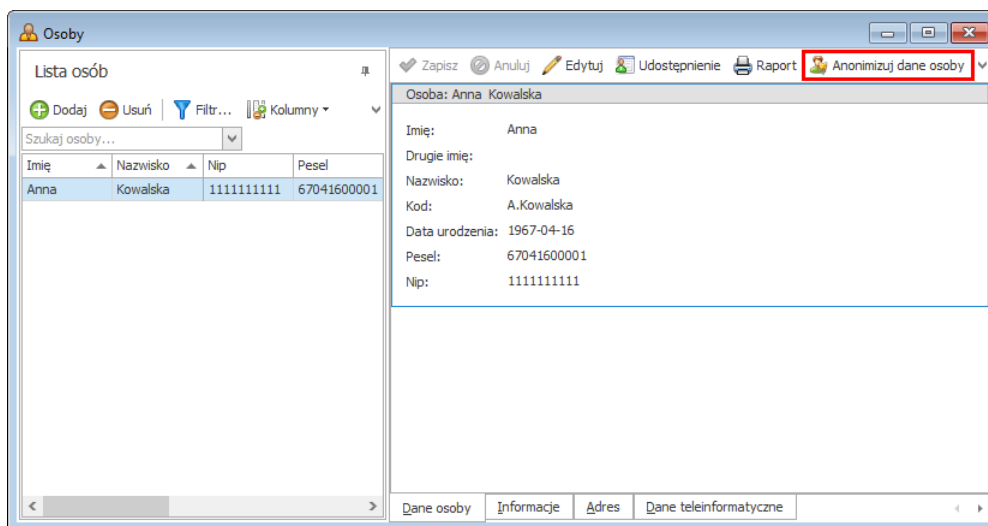 Osoby
Lista osób
Dodaj Usuń Filtr... Kolumny
Szukaj osoby...
Imię Nazwisko Nip Pesel
Anna Kowalska 1111111111 67041600001
Zapisz Anuluj Edytuj Udostępnienie Raport Anonimizuj dane osoby
Osoba: Anna Kowalska
Imię: Anna
Drugie imię:
Nazwisko: Kowalska
Kod: A.Kowalska
Data urodzenia: 1967-04-16
Pesel: 67041600001
Nip: 1111111111
Dane osoby Informacje Adres Dane teleinformatyczne